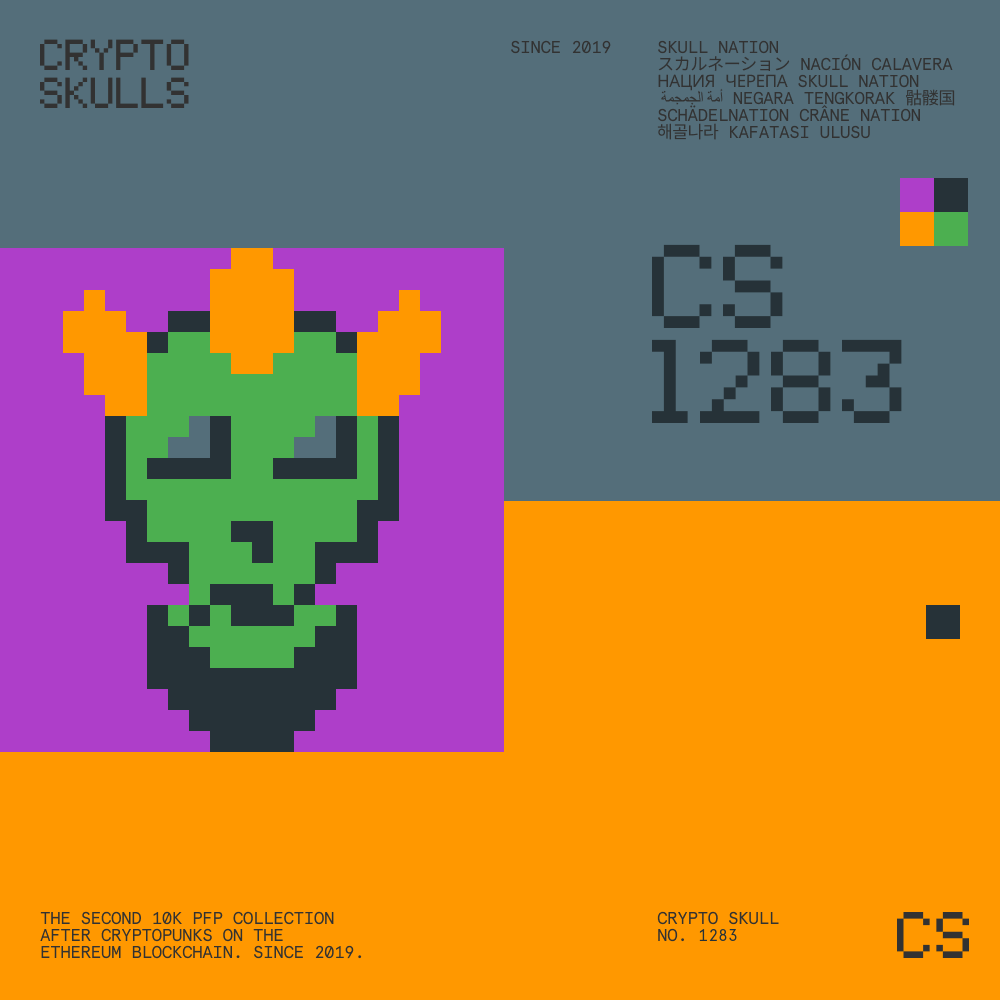 CRYPTO
SKULLS
SINCE 2019
SKULL NATION
スカルネーション NACIÓN CALAVERA
НАЦИЯ ЧЕРЕПА SKULL NATION
أمة الجمجمة NEGARA TENGKORAK 骷髅国
SCHÄDELNATION CRÂNE NATION
해골나라 KAFATASI ULUSU
CS
1283
THE SECOND 10K PFP COLLECTION
AFTER CRYPTOPUNKS ON THE
ETHEREUM BLOCKCHAIN. SINCE 2019.
CRYPTO SKULL
NO. 1283
CS